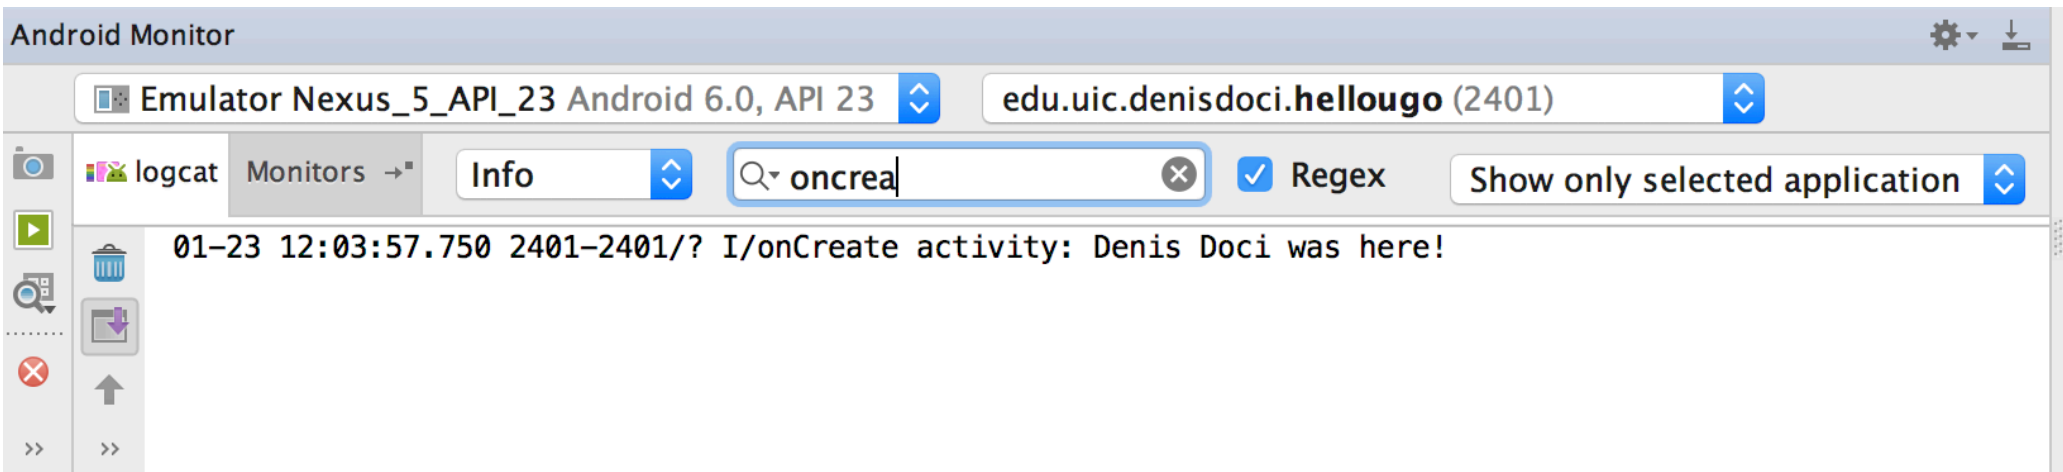 Android Monitor
Emulator Nexus_5_API_23 Android 6.0, API 23 edu.uic.denisdoci.hellougo (2401)
logcat Monitors Info oncrea Regex Show only selected application
01-23 12:03:57.750 2401-2401/? I/onCreate activity: Denis Doci was here!